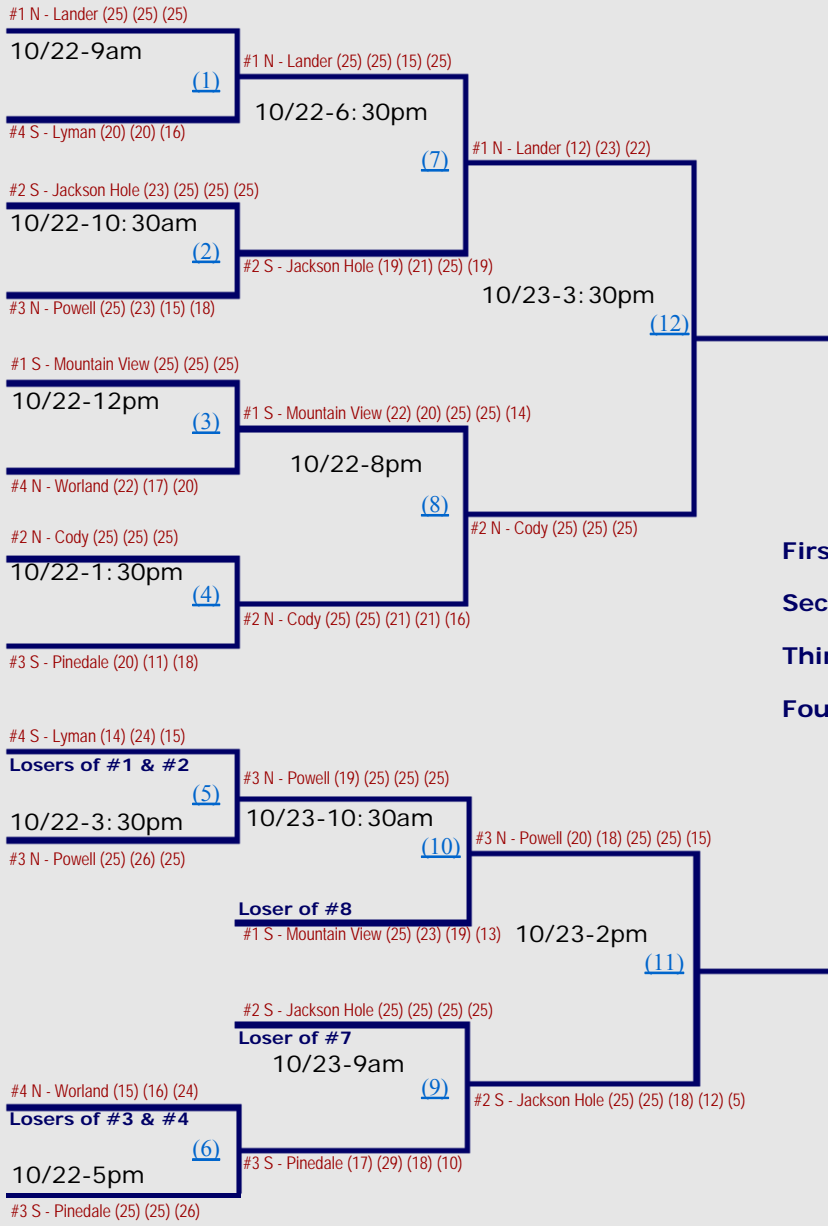 #1 N - Lander (25) (25) (25)
10/22-9am
(1)
#4 S - Lyman (20) (20) (16)
#1 N - Lander (25) (25) (15) (25)
10/22-6:30pm
(7)
#2 S - Jackson Hole (23) (25) (25) (25)
10/22-10:30am
(2)
#3 N - Powell (25) (23) (15) (18)
#2 S - Jackson Hole (19) (21) (25) (19)
#1 N - Lander (12) (23) (22)
10/23-3:30pm
(12)
#1 S - Mountain View (25) (25) (25)
10/22-12pm
(3)
#4 N - Worland (22) (17) (20)
#1 S - Mountain View (22) (20) (25) (25) (14)
10/22-8pm
(8)
#2 N - Cody (25) (25) (25)
#2 N - Cody (25) (25) (25)
10/22-1:30pm
(4)
#3 S - Pinedale (20) (11) (18)
#2 N - Cody (25) (25) (21) (21) (16)
Firs
Sec
Thir
Fou
#4 S - Lyman (14) (24) (15)
Losers of #1 & #2
(5)
10/22-3:30pm
#3 N - Powell (25) (26) (25)
#3 N - Powell (19) (25) (25) (25)
10/23-10:30am
(10)
Loser of #8
#1 S - Mountain View (25) (23) (19) (13)
#3 N - Powell (20) (18) (25) (25) (15)
10/23-2pm
(11)
#2 S - Jackson Hole (25) (25) (25) (25)
Loser of #7
10/23-9am
(9)
#2 S - Jackson Hole (25) (25) (18) (12) (5)
#4 N - Worland (15) (16) (24)
Losers of #3 & #4
(6)
10/22-5pm
#3 S - Pinedale (25) (25) (26)
#3 S - Pinedale (17) (29) (18) (10)